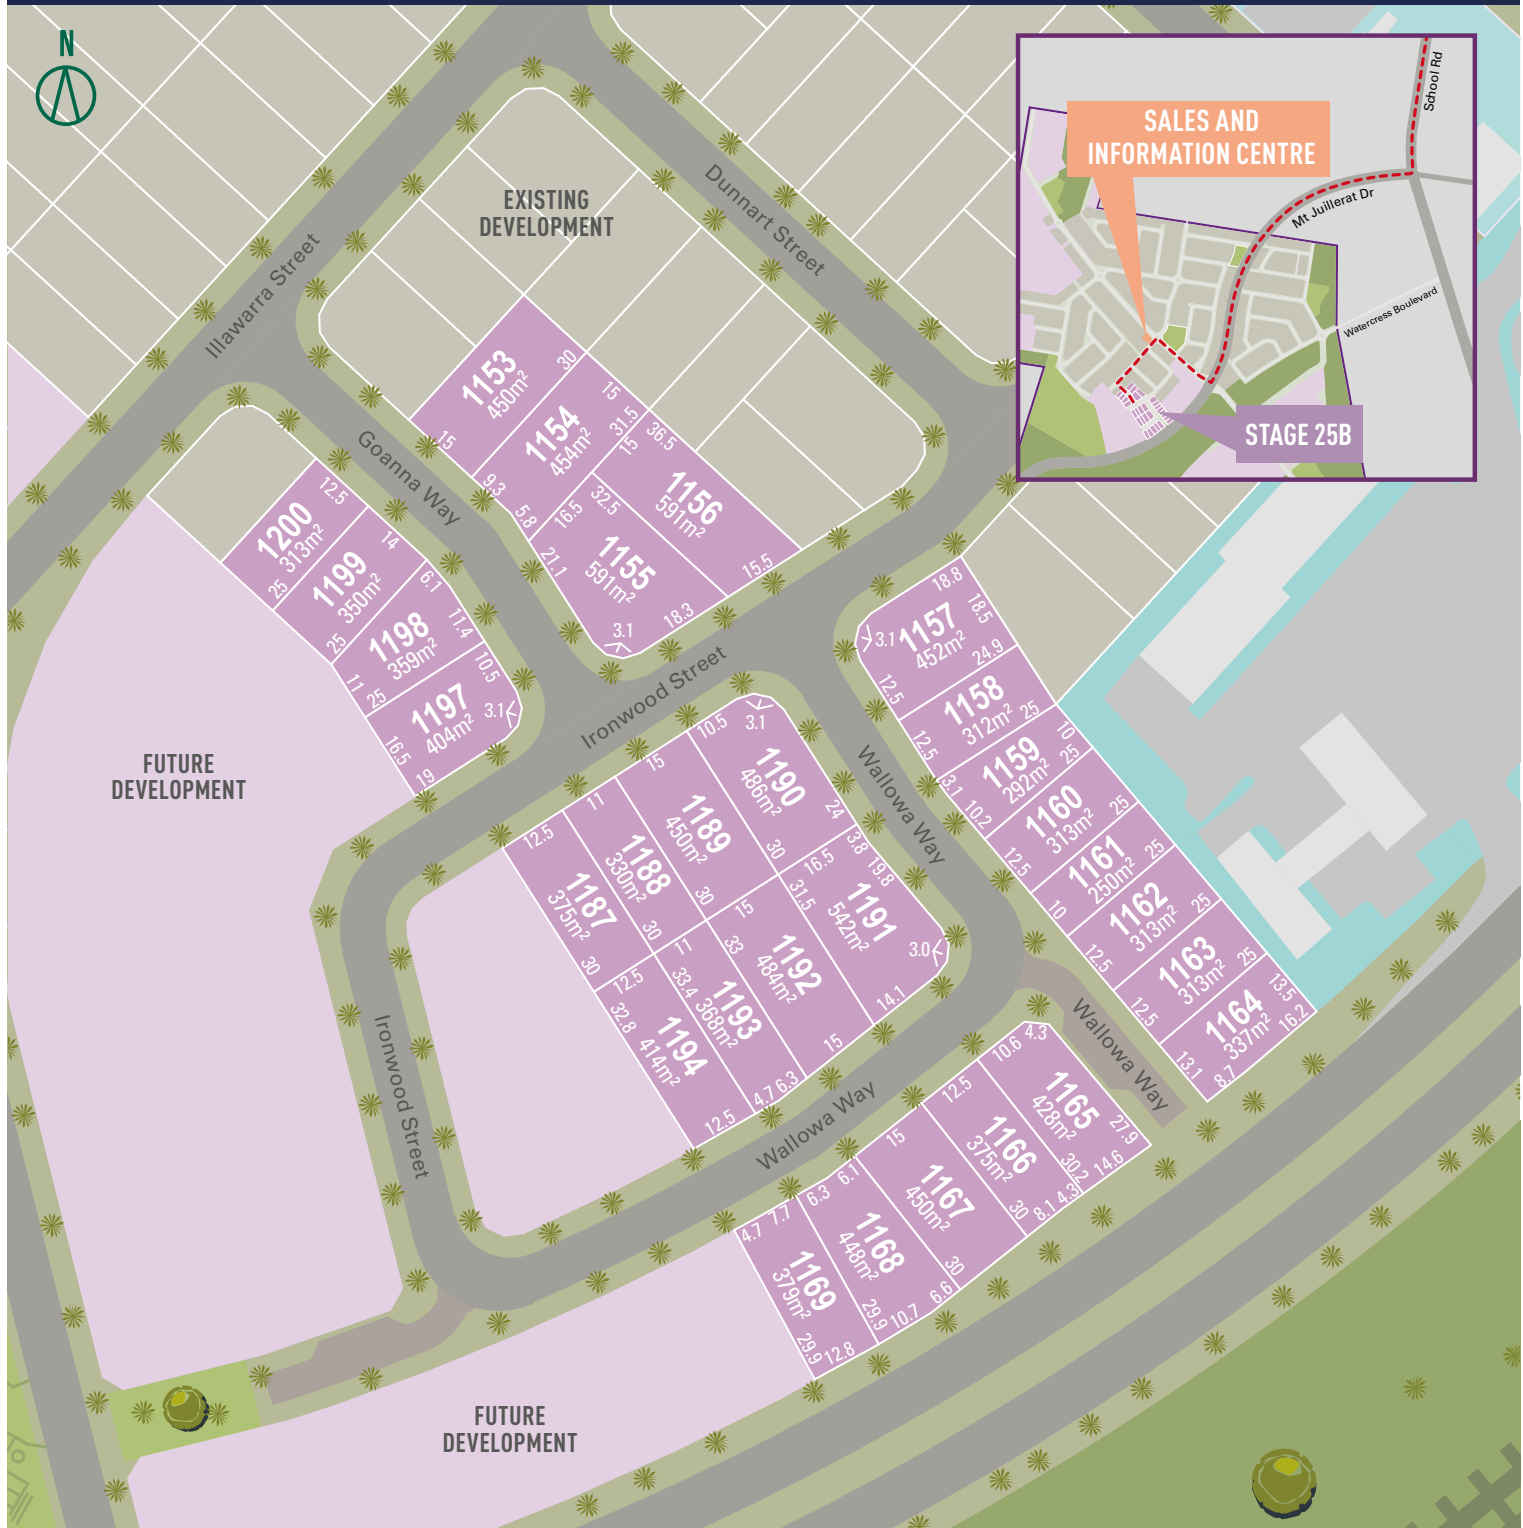 N
EXISTING
DEVELOPMENT
Illawarra Street
Dunnart Street
Goanna Way
SALES AND
INFORMATION CENTRE
School Rd
Mt Juillerat Dr
Watercress Boulevard
STAGE 25B
1153
450m²
30
15
1154
454m²
15
31.5
9.3
5.8
1156
591m²
36.5
15
32.5
15.5
1155
591m²
16.5
21.1
3.1
18.3
1200
313m²
12.5
25
1199
350m²
14
25
1198
359m²
6.1
11.4
11
25
1197
404m²
10.5
3.1
16.5
19
Ironwood Street
1157
452m²
18.8
18.5
3.1
24.9
12.5
1158
312m²
25
12.5
1159
292m²
10
25
3.1
10.2
1160
313m²
25
12.5
1161
250m²
25
10
1162
313m²
25
12.5
1163
313m²
25
12.5
1164
337m²
13.5
16.2
13.1
8.7
Wallowa Way
1190
486m²
10.5
3.1
24
30
1189
450m²
15
30
1188
330m²
11
30
1187
375m²
12.5
30
1191
542m²
3.8
19.8
16.5
31.5
3.0
14.1
1192
484m²
15
33
15
1193
368m²
11
33.4
4.7
6.3
1194
414m²
12.5
32.8
12.5
FUTURE
DEVELOPMENT
Ironwood Street
Wallowa Way
Wallowa Way
1165
428m²
10.6
4.3
27.9
30.2
14.6
1166
375m²
12.5
30
8.1
4.3
1167
450m²
15
30
1168
448m²
6.3
6.1
29.9
10.7
6.6
1169
379m²
4.7
7.7
29.9
12.8
FUTURE
DEVELOPMENT